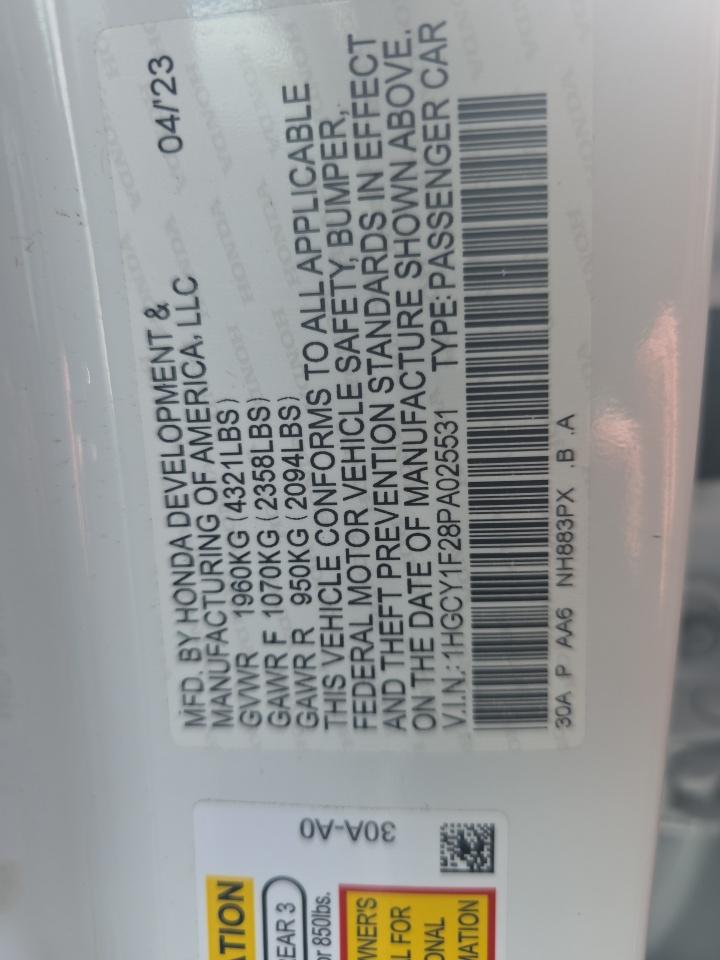 MFD. BY HONDA DEVELOPMENT & 04/'23
MANUFACTURING OF AMERICA, LLC
GVWR 1960KG (4321LBS)
GAWR F 1070KG (2358LBS)
GAWR R 950KG (2094LBS)
THIS VEHICLE CONFORMS TO ALL APPLICABLE
FEDERAL MOTOR VEHICLE SAFETY, BUMPER,
AND THEFT PREVENTION STANDARDS IN EFFECT
ON THE DATE OF MANUFACTURE SHOWN ABOVE.
V.I.N.: 1HGCY1F28PA025531 TYPE: PASSENGER CAR
30A P AA6 NH883PX .B .A
30A-A0
ATION
REAR 3
or 850lbs.
WNER'S
L FOR
ONAL
MATION